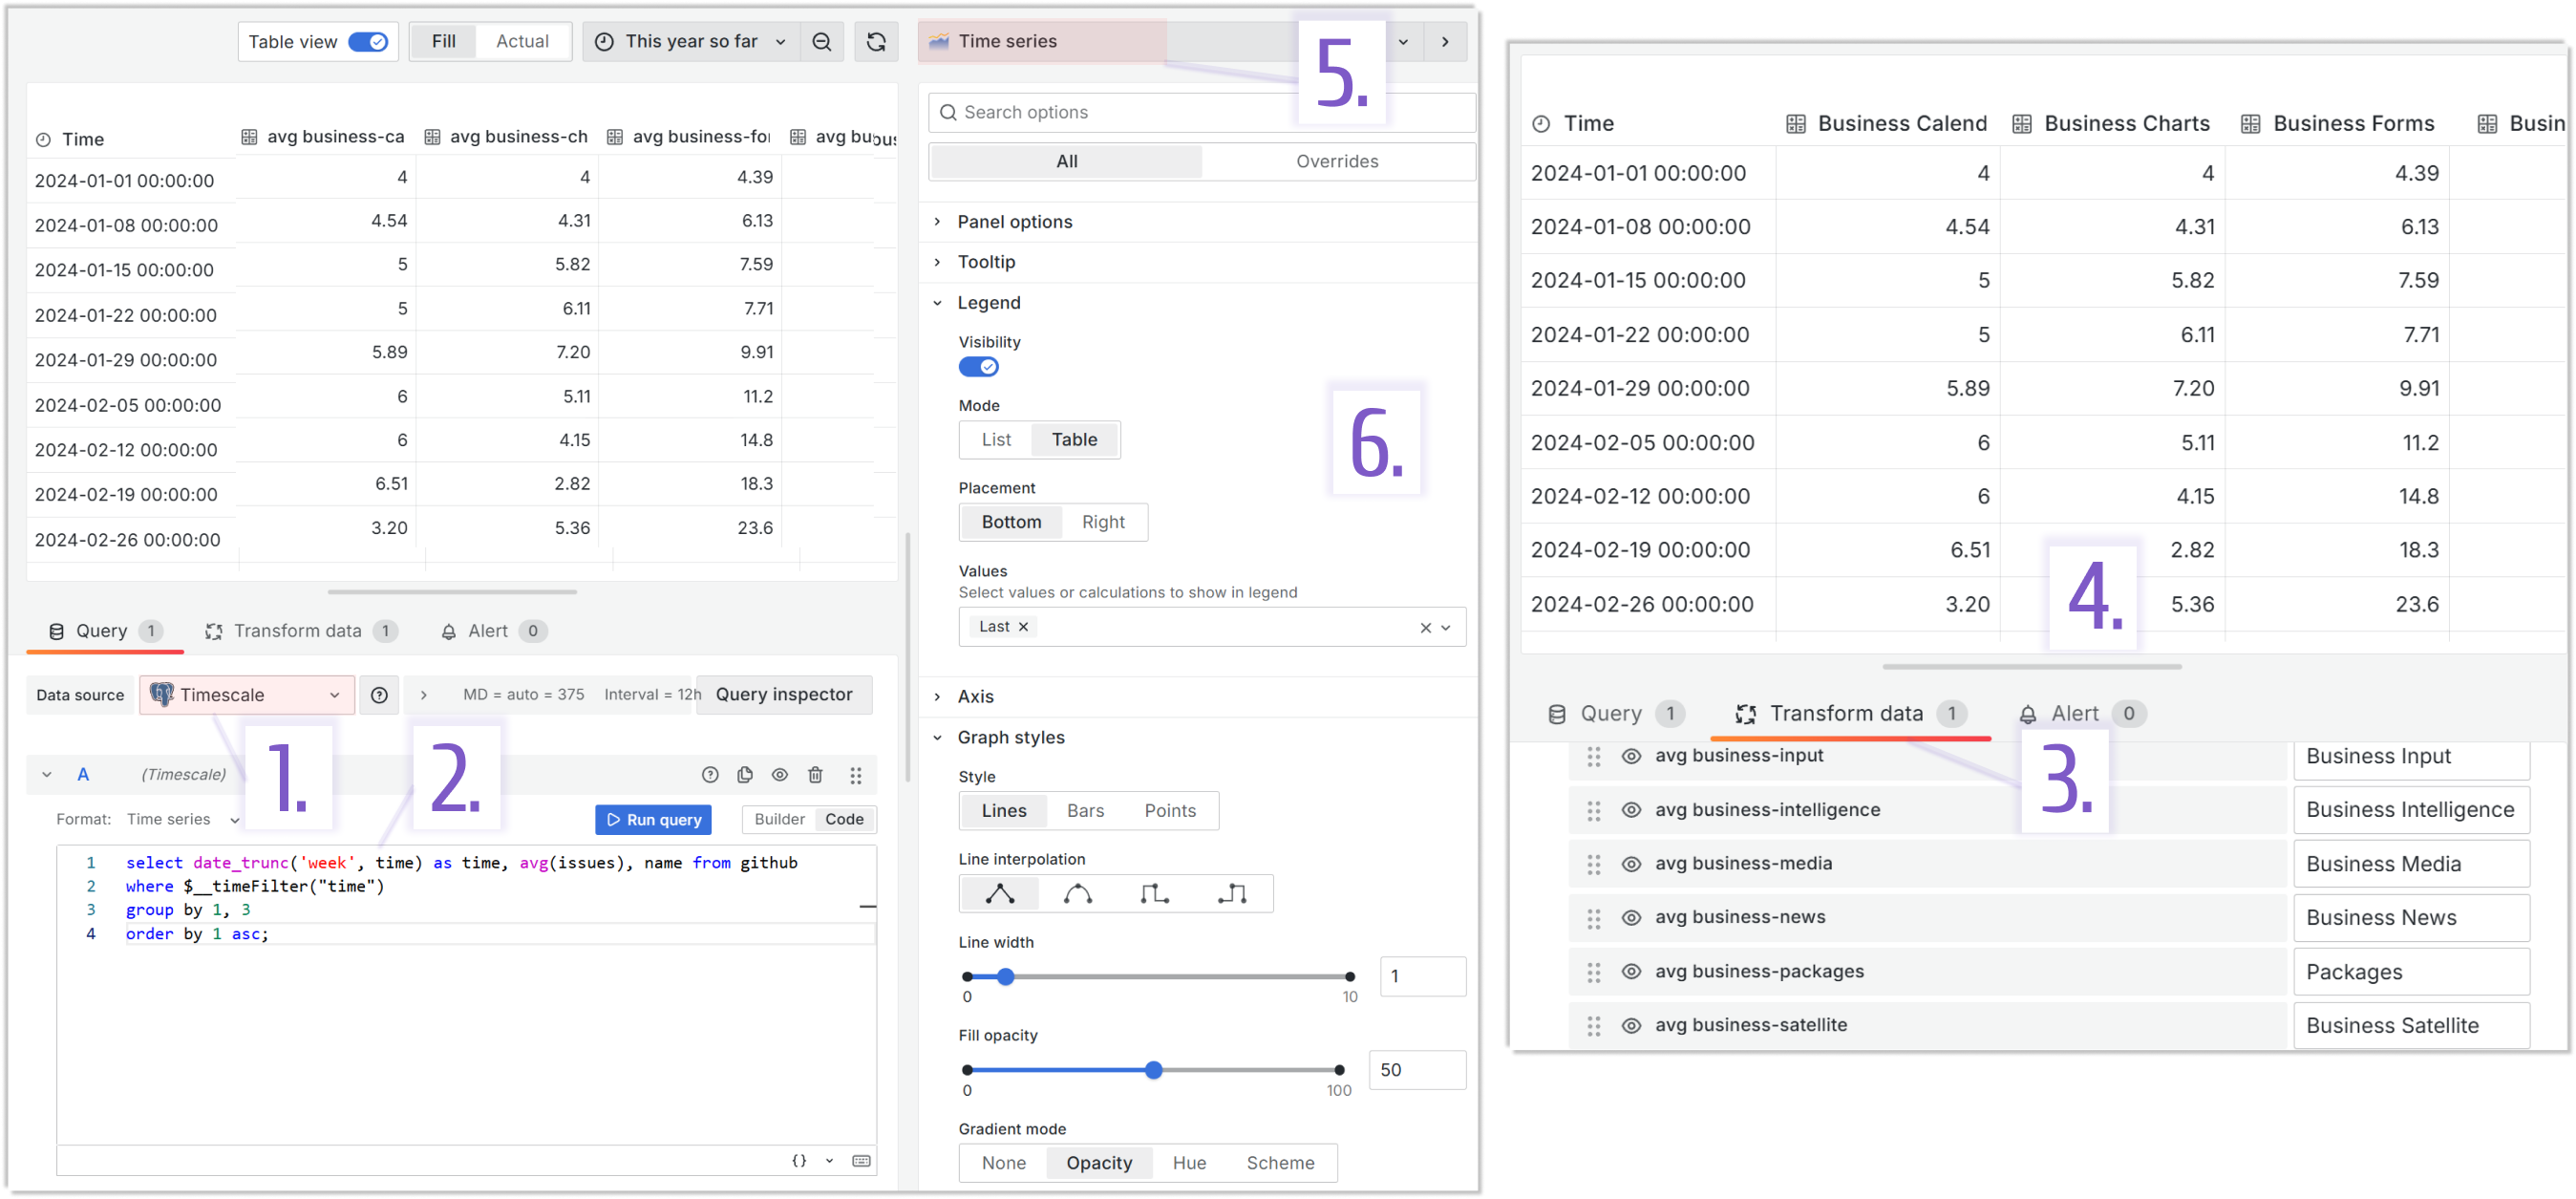 Table view
Fill Actual
This year so far
Time series
5.
Time avg business-ca avg business-ch avg business-for avg bu
2024-01-01 00:00:00 4 4 4.39
2024-01-08 00:00:00 4.54 4.31 6.13
2024-01-15 00:00:00 5 5.82 7.59
2024-01-22 00:00:00 5 6.11 7.71
2024-01-29 00:00:00 5.89 7.20 9.91
2024-02-05 00:00:00 6 5.11 11.2
2024-02-12 00:00:00 6 4.15 14.8
2024-02-19 00:00:00 6.51 2.82 18.3
2024-02-26 00:00:00 3.20 5.36 23.6
Query 1 Transform data 1 Alert 0
Data source Timescale MD = auto = 375 Interval = 12h Query inspector
1.
2.
A (Timescale)
Format: Time series Run query Builder Code
1 select date_trunc('week', time) as time, avg(issues), name from github
2 where $__timeFilter("time")
3 group by 1, 3
4 order by 1 asc;
{}
Search options
All Overrides
Panel options
Tooltip
Legend
Visibility
Mode
List Table
6.
Placement
Bottom Right
Values
Select values or calculations to show in legend
Last
Axis
Graph styles
Style
Lines Bars Points
Line interpolation
Line width
0 10 1
Fill opacity
0 100 50
Gradient mode
None Opacity Hue Scheme
Time Business Calend Business Charts Business Forms Busin
2024-01-01 00:00:00 4 4 4.39
2024-01-08 00:00:00 4.54 4.31 6.13
2024-01-15 00:00:00 5 5.82 7.59
2024-01-22 00:00:00 5 6.11 7.71
2024-01-29 00:00:00 5.89 7.20 9.91
2024-02-05 00:00:00 6 5.11 11.2
2024-02-12 00:00:00 6 4.15 14.8
2024-02-19 00:00:00 6.51 2.82 18.3
2024-02-26 00:00:00 3.20 5.36 23.6
4.
Query 1 Transform data 1 Alert 0
3.
avg business-input Business Input
avg business-intelligence Business Intelligence
avg business-media Business Media
avg business-news Business News
avg business-packages Packages
avg business-satellite Business Satellite